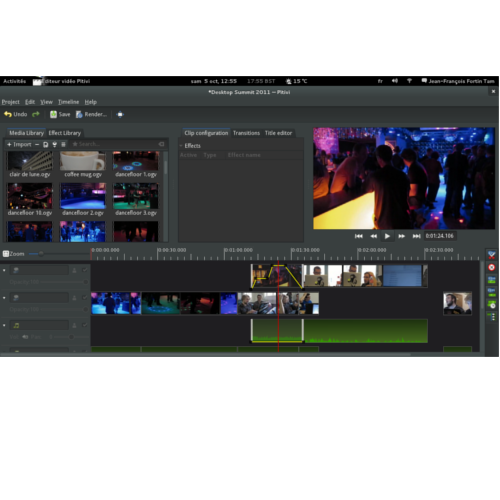 Activités Éditeur vidéo Pitivi sam 5 oct, 12:55 17:55 BST 15 °C fr Jean-François Fortin Tam
*Desktop Summit 2011 — Pitivi
Project Edit View Timeline Help
Undo Save Render...
Media Library Effect Library Clip configuration Transitions Title editor
Import Search... Effects
Active Type Effect name
clair de lune.ogv coffee mug.ogv dancefloor 1.ogv
dancefloor 10.ogv dancefloor 2.ogv dancefloor 3.ogv
0:01:24.106
Zoom 0:00:00.000 0:00:30.000 0:01:00.000 0:01:30.000 0:02:00.000 0:02:30.000